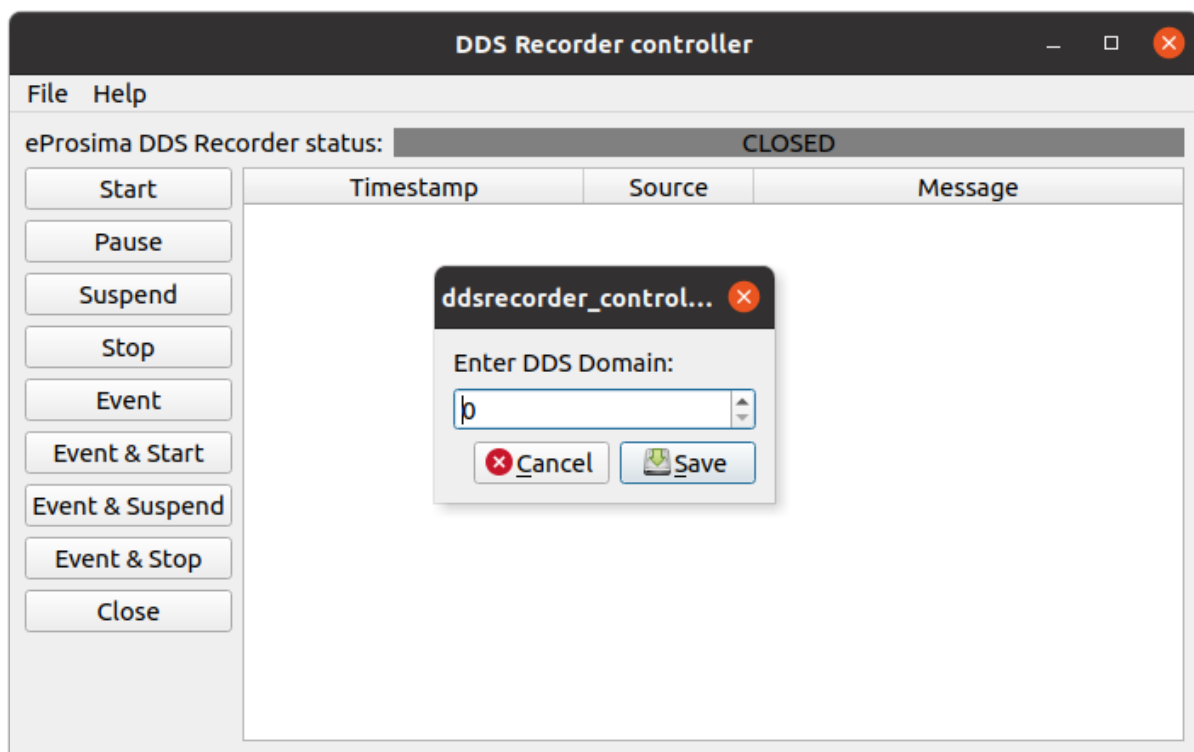 DDS Recorder controller
File Help
eProsima DDS Recorder status: CLOSED
Start
Pause
Suspend
Stop
Event
Event & Start
Event & Suspend
Event & Stop
Close
Timestamp Source Message
ddsrecorder_control...
Enter DDS Domain:
0
Cancel Save